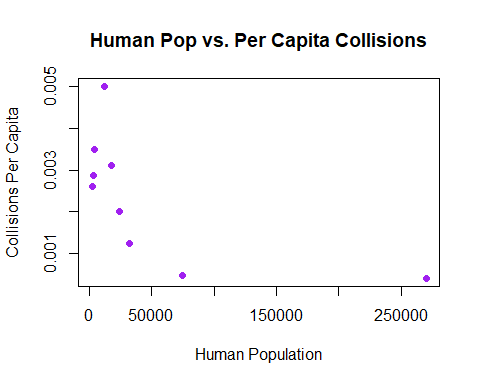 Human Pop vs. Per Capita Collisions
Collisions Per Capita
0.005
0.003
0.001
0 50000 150000 250000
Human Population